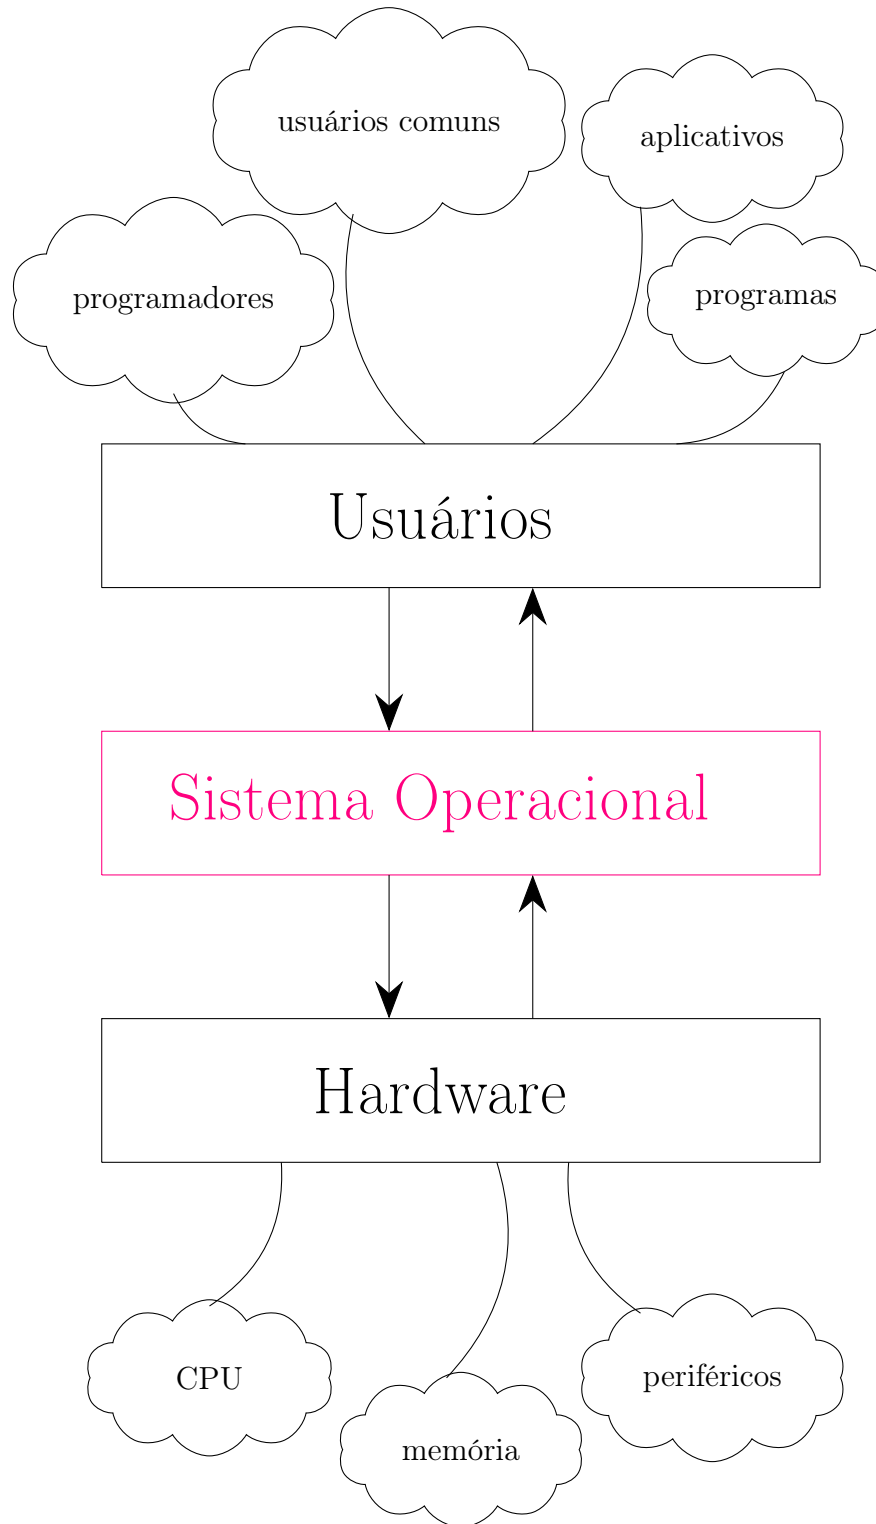 usuários comuns
aplicativos
programadores
programas
Usuários
Sistema Operacional
Hardware
CPU
periféricos
memória